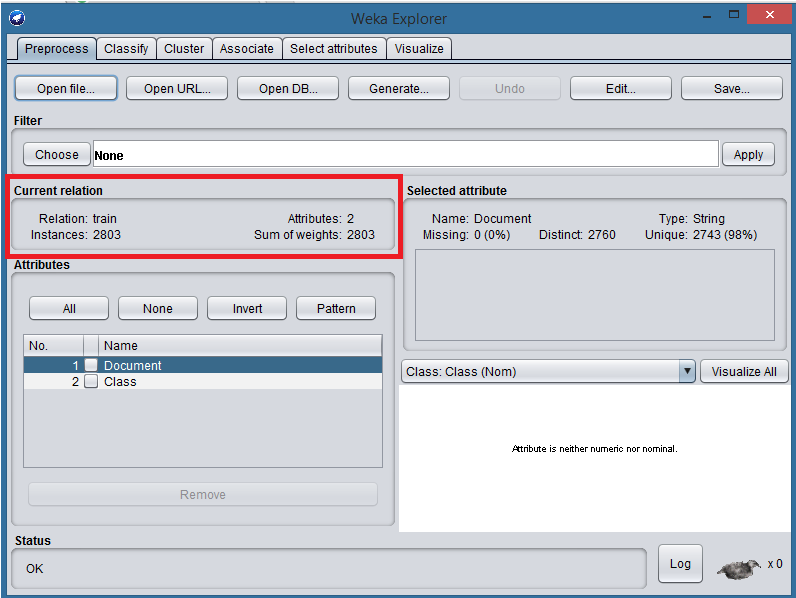 Weka Explorer
Preprocess Classify Cluster Associate Select attributes Visualize
Open file... Open URL... Open DB... Generate... Undo Edit... Save...
Filter
Choose None Apply
Current relation
Relation: train Attributes: 2
Instances: 2803 Sum of weights: 2803
Selected attribute
Name: Document Type: String
Missing: 0 (0%) Distinct: 2760 Unique: 2743 (98%)
Attributes
All None Invert Pattern
No. Name
1 Document
2 Class
Remove
Class: Class (Nom) Visualize All
Attribute is neither numeric nor nominal.
Status
OK
Log x 0